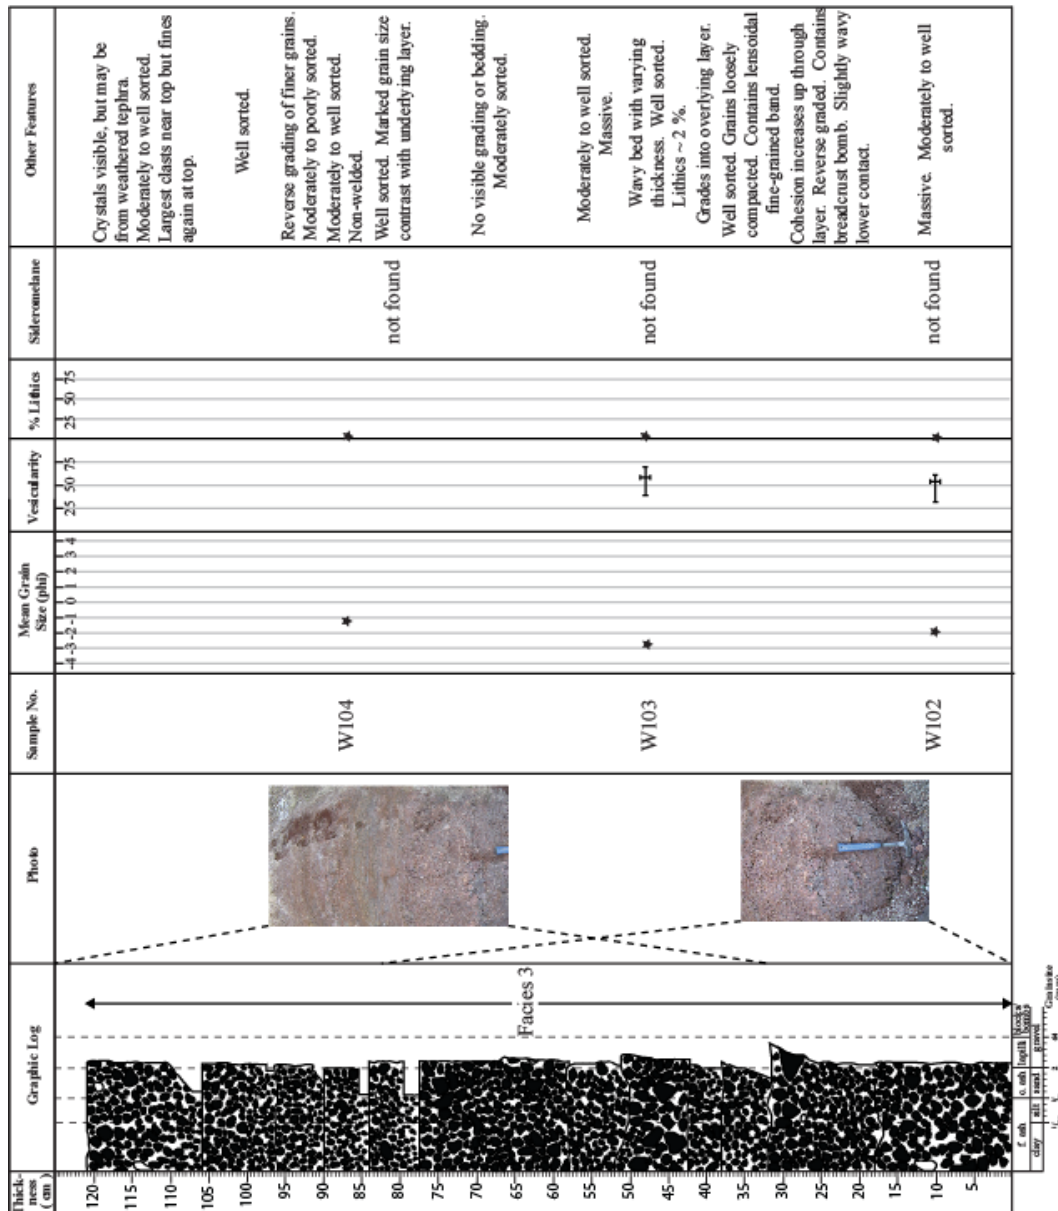 Thick-
ness
(cm)
Graphic Log
Photo
Sample No.
Mean Grain
Size (phi)
Vesicularity
% Lithics
Sideromelane
Other Features
-4 -3 -2 -1 0 1 2 3 4
25 50 75
25 50 75
120
115
110
105
100
95
90
85
80
75
70
65
60
55
50
45
40
35
30
25
20
15
10
5
Facies 3
W104
W103
W102
not found
not found
not found
Crystals visible, but may be
from weathered tephra.
Moderately to well sorted.
Largest clasts near top but fines
again at top.
Well sorted.
Reverse grading of finer grains.
Moderately to poorly sorted.
Moderately to well sorted.
Non-welded.
Well sorted. Marked grain size
contrast with underlying layer.
No visible grading or bedding.
Moderately sorted.
Moderately to well sorted.
Massive.
Wavy bed with varying
thickness. Well sorted.
Lithics ~ 2 %.
Grades into overlying layer.
Well sorted. Grains loosely
compacted. Contains lensoidal
fine-grained band.
Cohesion increases up through
layer. Reverse graded. Contains
breadcrust bomb. Slightly wavy
lower contact.
Massive. Moderately to well
sorted.
f. ash
c. ash
lapilli
blocks/
bombs
clay
silt
sand
gravel
Grainsize